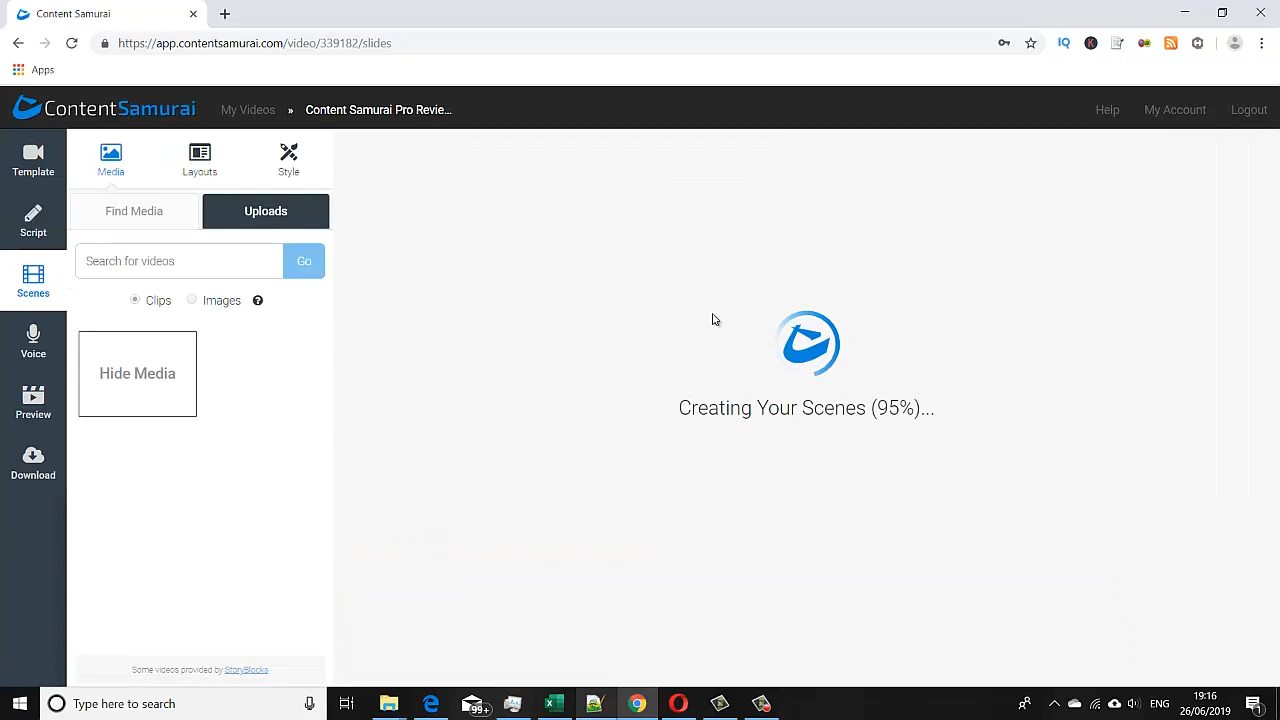 Content Samurai
https://app.contentsamurai.com/video/339182/slides
IQ
K
Apps
ContentSamurai
My Videos » Content Samurai Pro Revie...
Help
My Account
Logout
Template
Script
Scenes
Voice
Preview
Download
Media
Layouts
Style
Find Media
Uploads
Search for videos
Go
Clips
Images
Hide Media
Some videos provided by StoryBlocks
Creating Your Scenes (95%)...
Type here to search
99+
ENG
19:16
26/06/2019
1